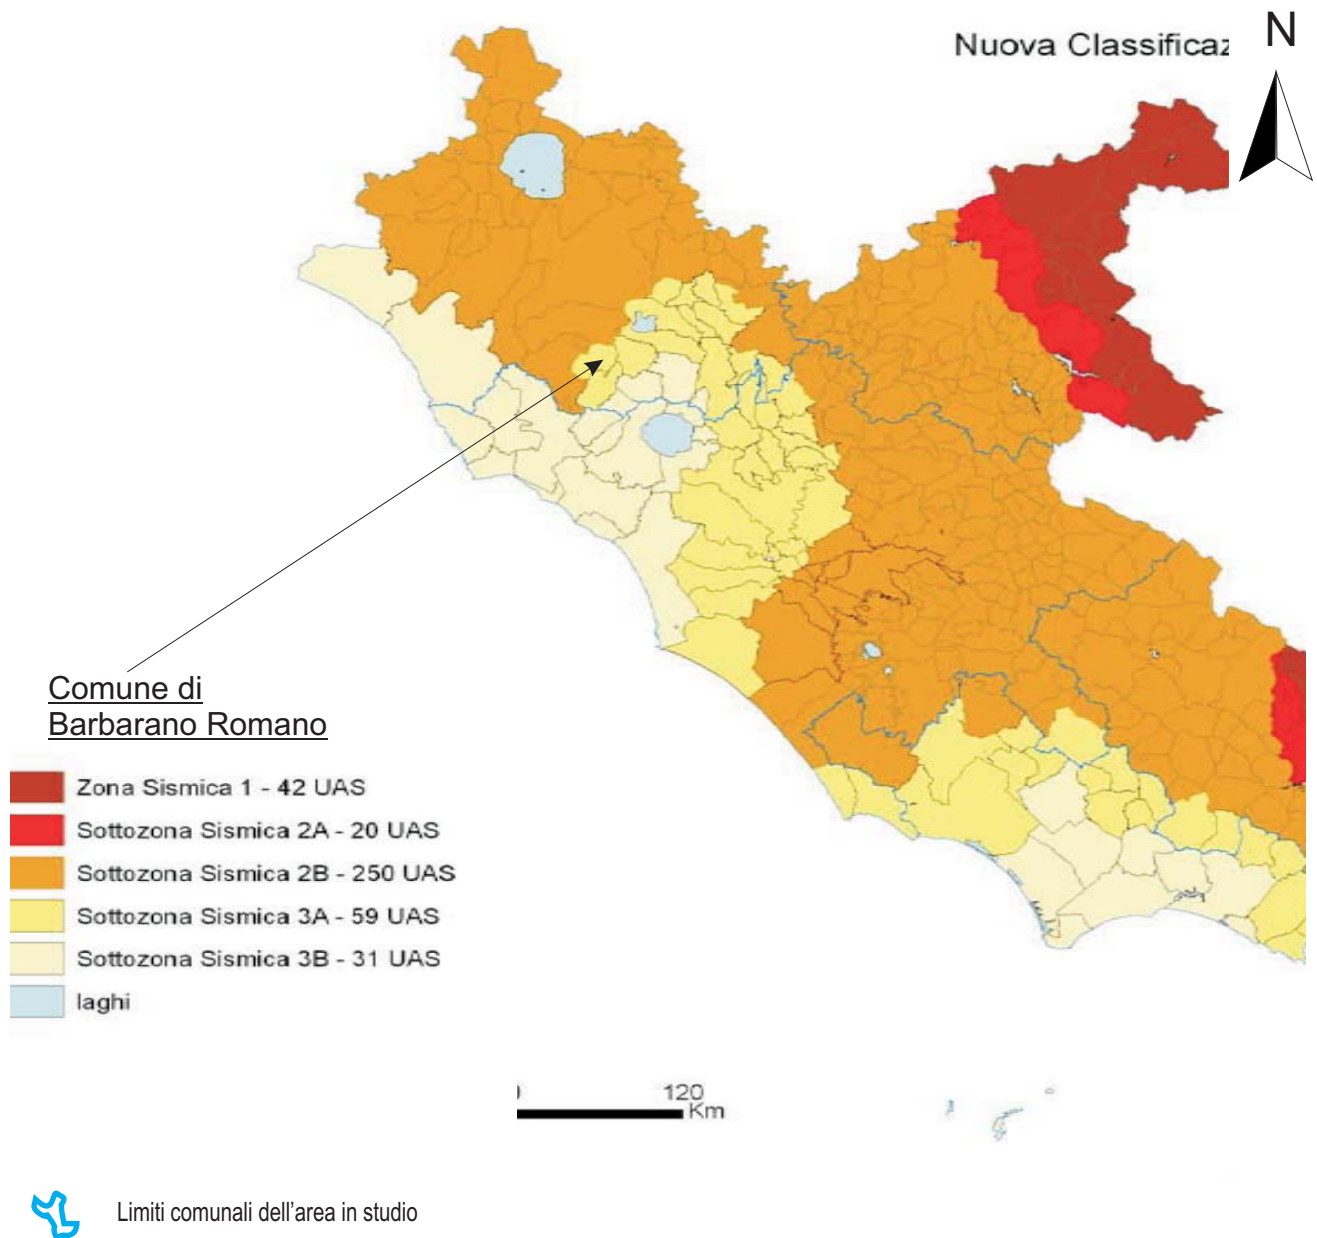 Nuova Classificaz
N
Comune di
Barbarano Romano
Zona Sismica 1 - 42 UAS
Sottozona Sismica 2A - 20 UAS
Sottozona Sismica 2B - 250 UAS
Sottozona Sismica 3A - 59 UAS
Sottozona Sismica 3B - 31 UAS
laghi
120
Km
Limiti comunali dell'area in studio